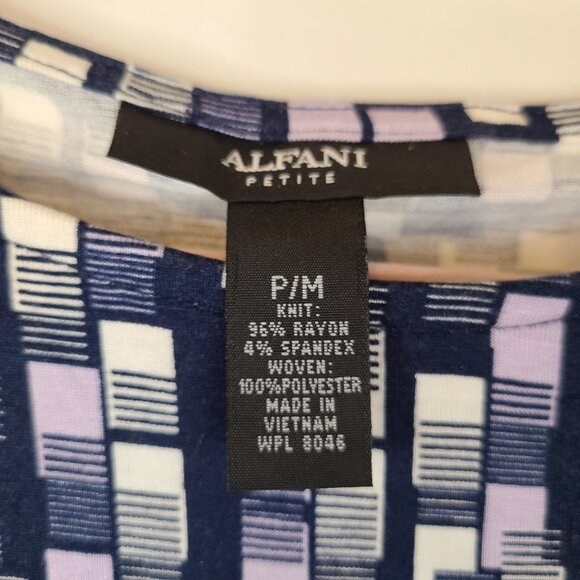 ALFANI
PETITE
P/M
KNIT:
96% RAYON
4% SPANDEX
WOVEN:
100%POLYESTER
MADE IN
VIETNAM
WPL 8046